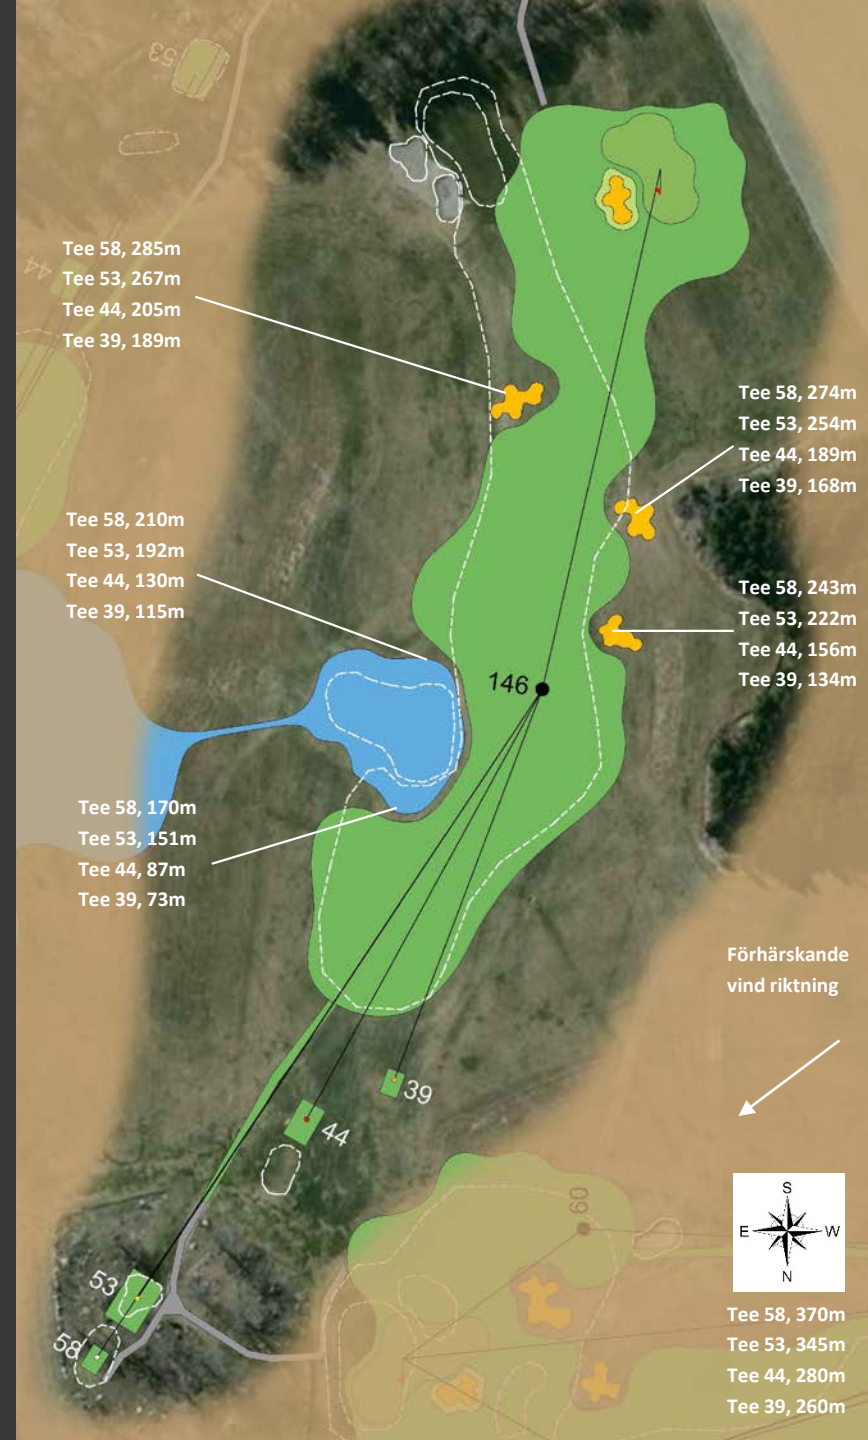 53
44
Tee 58, 285m
Tee 53, 267m
Tee 44, 205m
Tee 39, 189m
Tee 58, 274m
Tee 53, 254m
Tee 44, 189m
Tee 39, 168m
Tee 58, 210m
Tee 53, 192m
Tee 44, 130m
Tee 39, 115m
Tee 58, 243m
Tee 53, 222m
Tee 44, 156m
Tee 39, 134m
146
Tee 58, 170m
Tee 53, 151m
Tee 44, 87m
Tee 39, 73m
Förhärskande
vind riktning
39
44
53
58
60
S
E W
N
Tee 58, 370m
Tee 53, 345m
Tee 44, 280m
Tee 39, 260m